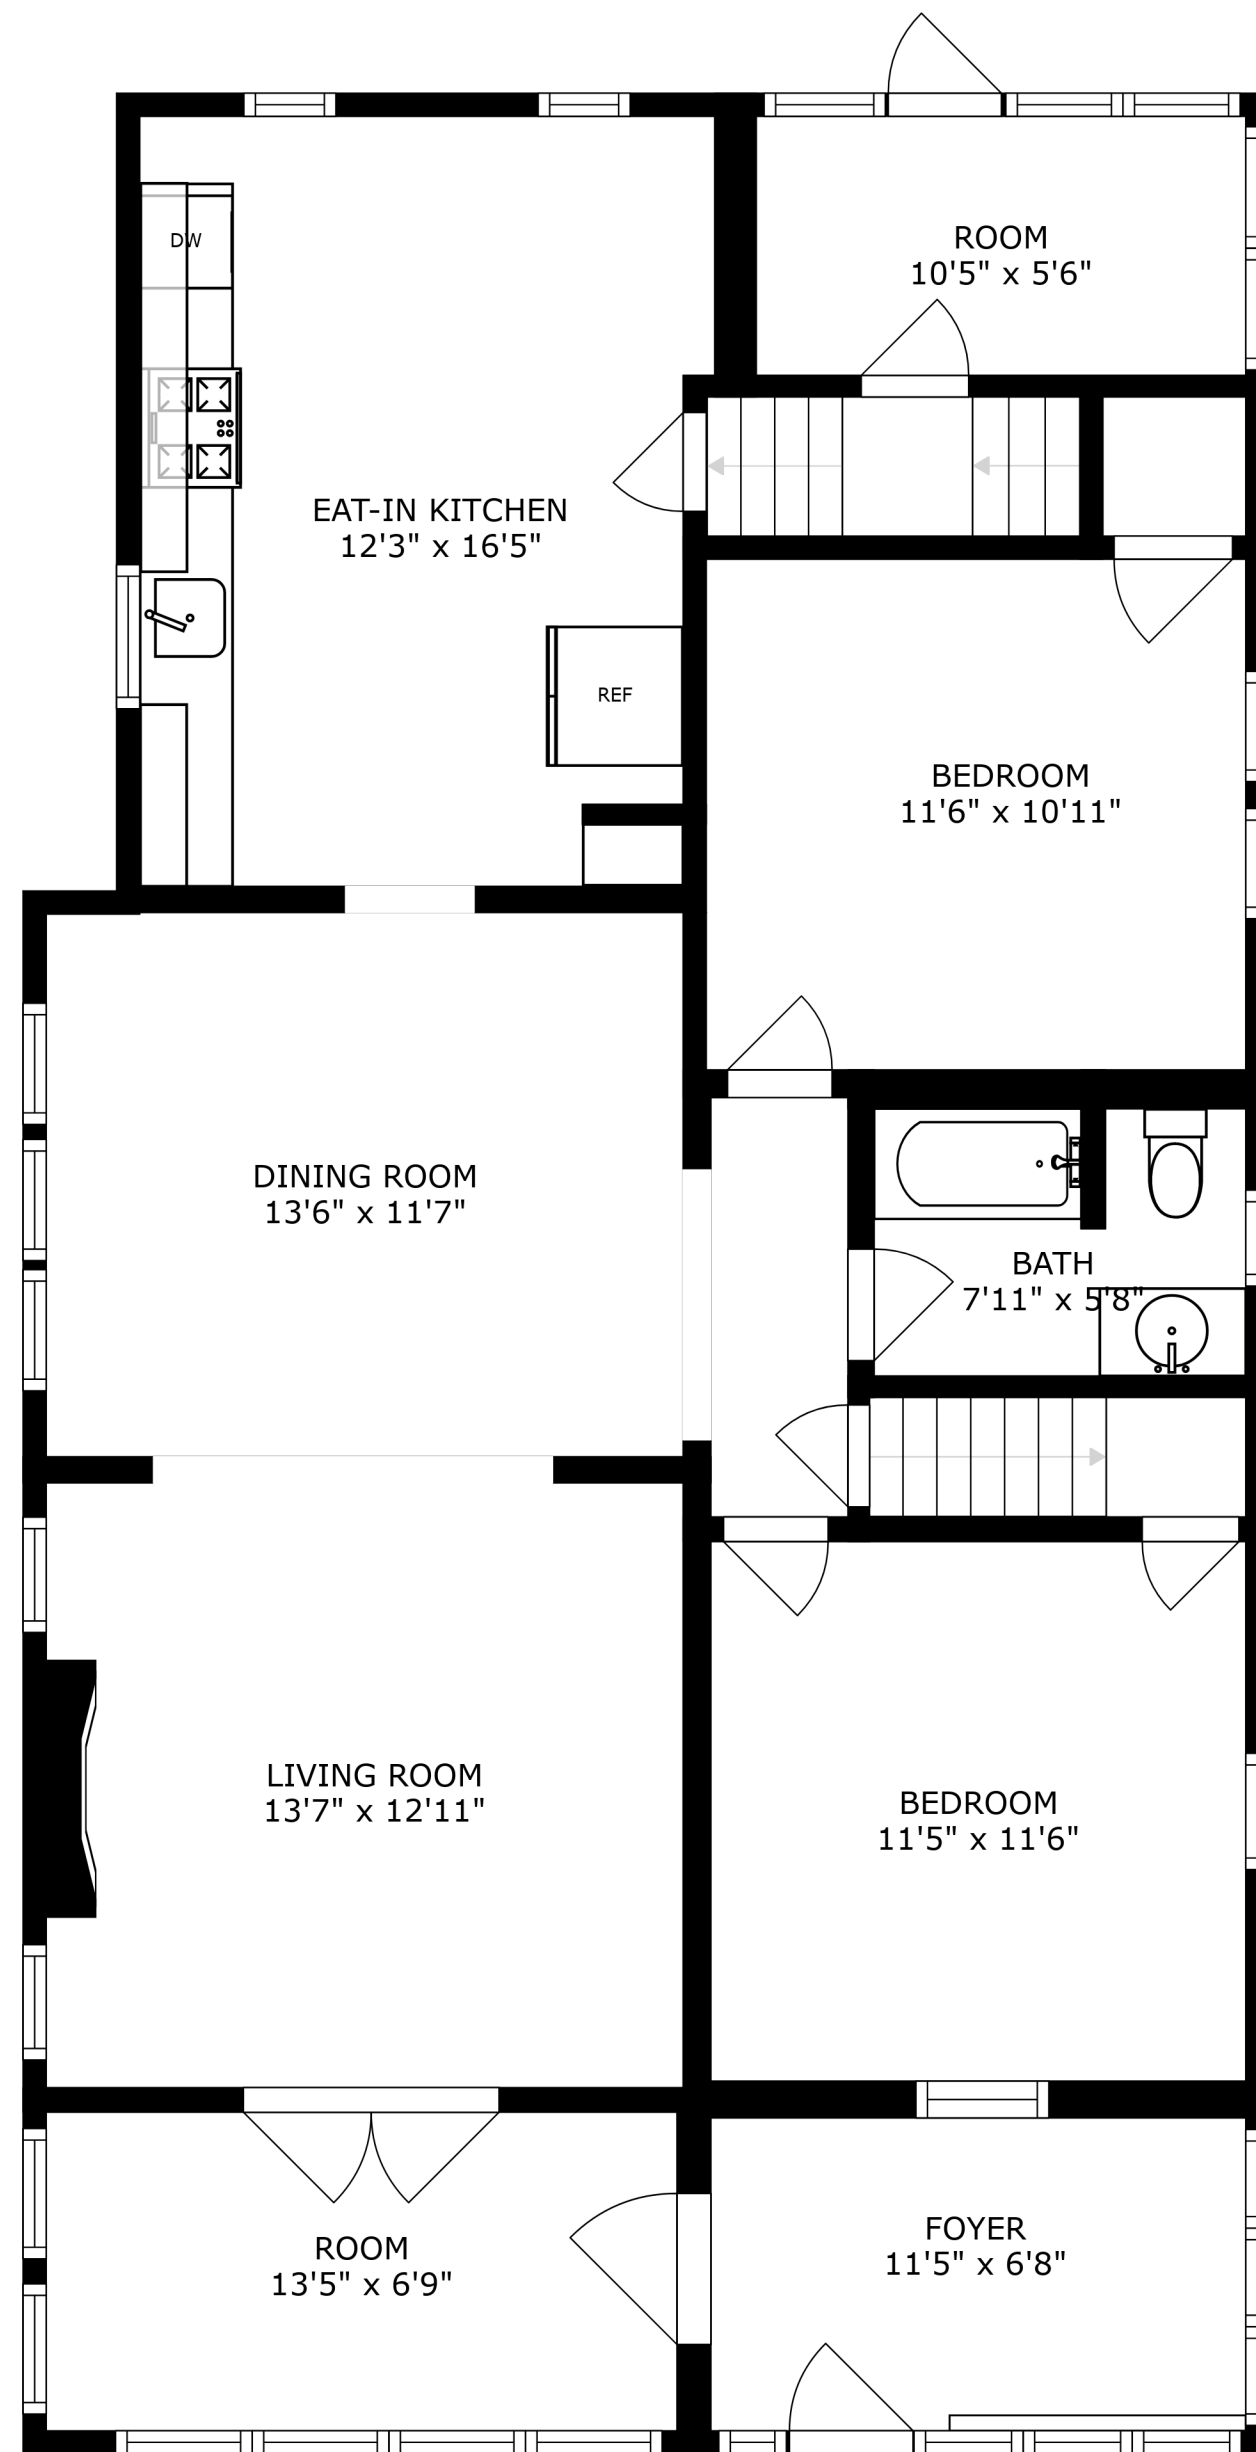 ROOM
10'5" x 5'6"
DW
EAT-IN KITCHEN
12'3" x 16'5"
REF
BEDROOM
11'6" x 10'11"
DINING ROOM
13'6" x 11'7"
BATH
7'11" x 5'8"
LIVING ROOM
13'7" x 12'11"
BEDROOM
11'5" x 11'6"
FOYER
11'5" x 6'8"
ROOM
13'5" x 6'9"